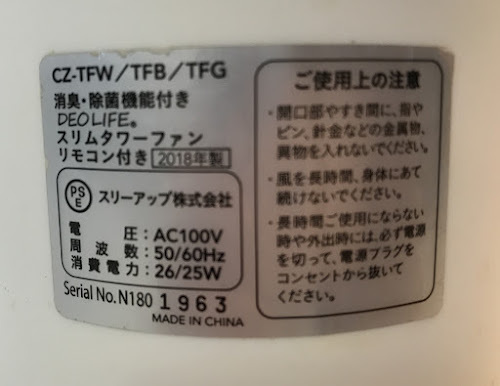 CZ-TFW/TFB/TFG
消臭・除菌機能付き
DEO LIFE®
スリムタワーファン
リモコン付き 2018年製
PS
E
スリーアップ株式会社
電圧:AC100V
周波数:50/60Hz
消費電力:26/25W
Serial No. N180 1963
MADE IN CHINA
ご使用上の注意
・開口部やすき間に、指や
ピン、針金などの金属物、
異物を入れないでください。
・風を長時間、身体にあて
続けないでください。
・長時間ご使用にならない
時や外出時には、必ず電源
を切って、電源プラグを
コンセントから抜いて
ください。